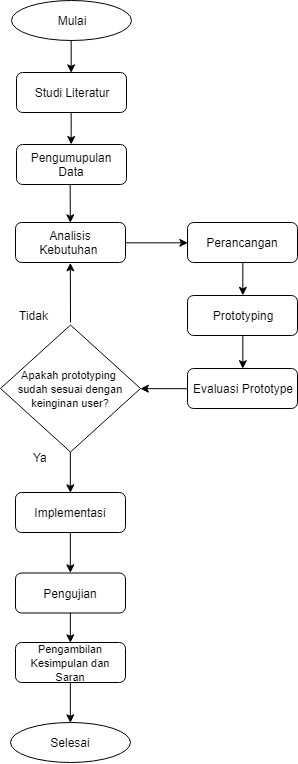 Mulai
Studi Literatur
Pengumupulan
Data
Analisis
Kebutuhan
Perancangan
Prototyping
Evaluasi Prototype
Tidak
Apakah prototyping
sudah sesuai dengan
keinginan user?
Ya
Implementasi
Pengujian
Pengambilan
Kesimpulan dan
Saran
Selesai